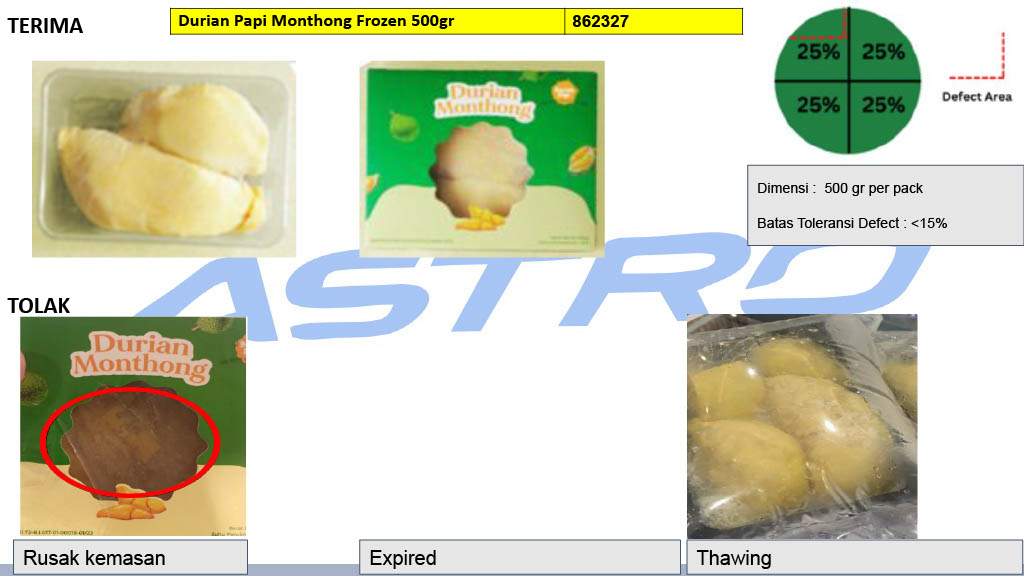 TERIMA
Durian Papi Monthong Frozen 500gr 862327
25% 25%
25% 25%
Defect Area
Durian
Monthong
Dimensi : 500 gr per pack
Batas Toleransi Defect : <15%
ASTRO
TOLAK
Durian
Monthong
Rusak kemasan
Expired
Thawing